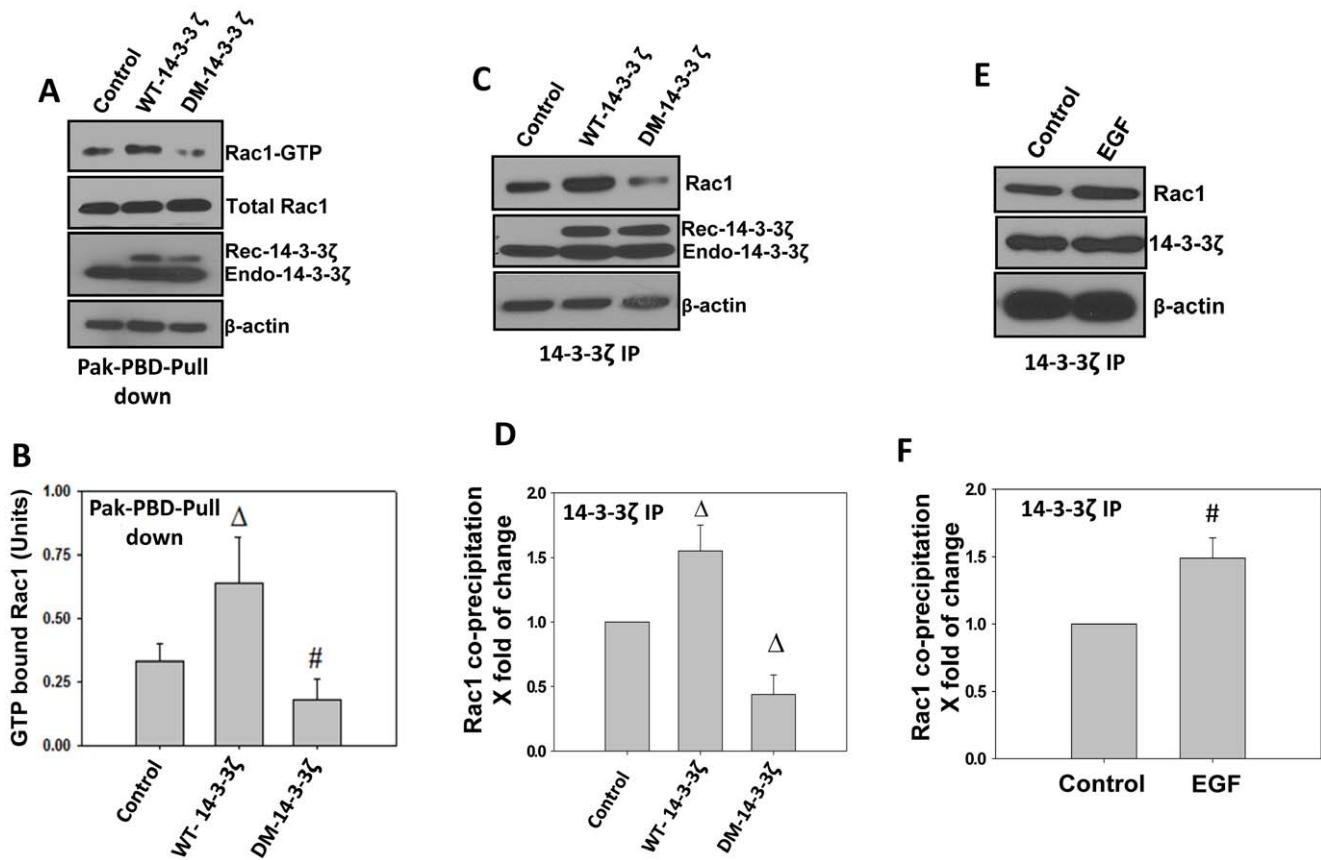 A
Control
WT-14-3-3 ζ
DM-14-3-3 ζ
Rac1-GTP
Total Rac1
Rec-14-3-3ζ
Endo-14-3-3ζ
β-actin
Pak-PBD-Pull
down
B
GTP bound Rac1 (Units)
1.00
0.75
0.50
0.25
0.00
Pak-PBD-Pull
down
Δ
#
Control
WT- 14-3-3ζ
DM-14-3-3ζ
C
Control
WT-14-3-3 ζ
DM-14-3-3 ζ
Rac1
Rec-14-3-3ζ
Endo-14-3-3ζ
β-actin
14-3-3ζ IP
D
Rac1 co-precipitation
X fold of change
2.0
1.5
1.0
0.5
0.0
14-3-3ζ IP
Δ
Δ
Control
WT- 14-3-3ζ
DM-14-3-3ζ
E
Control
EGF
Rac1
14-3-3ζ
β-actin
14-3-3ζ IP
F
Rac1 co-precipitation
X fold of change
2.0
1.5
1.0
0.5
0.0
14-3-3ζ IP
#
Control
EGF